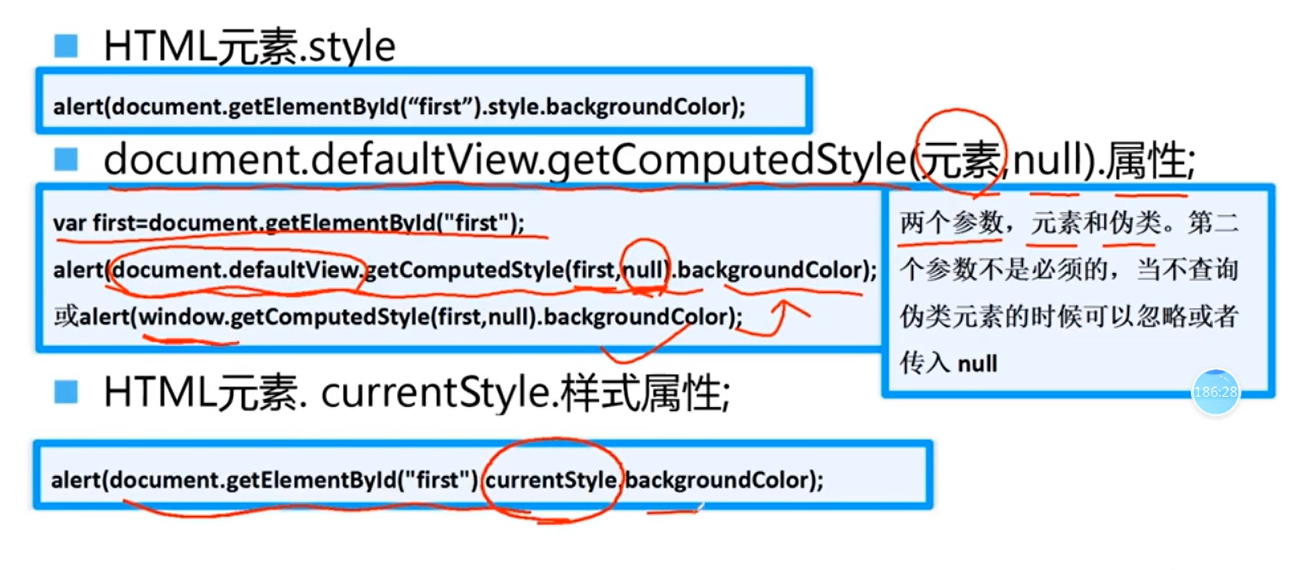 HTML元素.style
alert(document.getElementById(“first”).style.backgroundColor);
document.defaultView.getComputedStyle(元素,null).属性;
var first=document.getElementById("first");
alert(document.defaultView.getComputedStyle(first,null).backgroundColor);
或alert(window.getComputedStyle(first,null).backgroundColor);
两个参数，元素和伪类。第二
个参数不是必须的，当不查询
伪类元素的时候可以忽略或者
传入 null
186:28
HTML元素. currentStyle.样式属性;
alert(document.getElementById("first").currentStyle.backgroundColor);